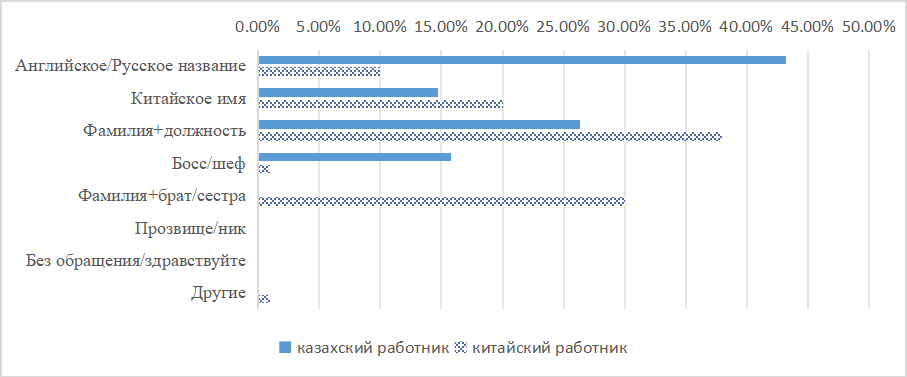 0.00% 5.00% 10.00% 15.00% 20.00% 25.00% 30.00% 35.00% 40.00% 45.00% 50.00%
Английское/Русское название
Китайское имя
Фамилия+должность
Босс/шеф
Фамилия+брат/сестра
Прозвище/ник
Без обращения/здравствуйте
Другие
казахский работник китайский работник